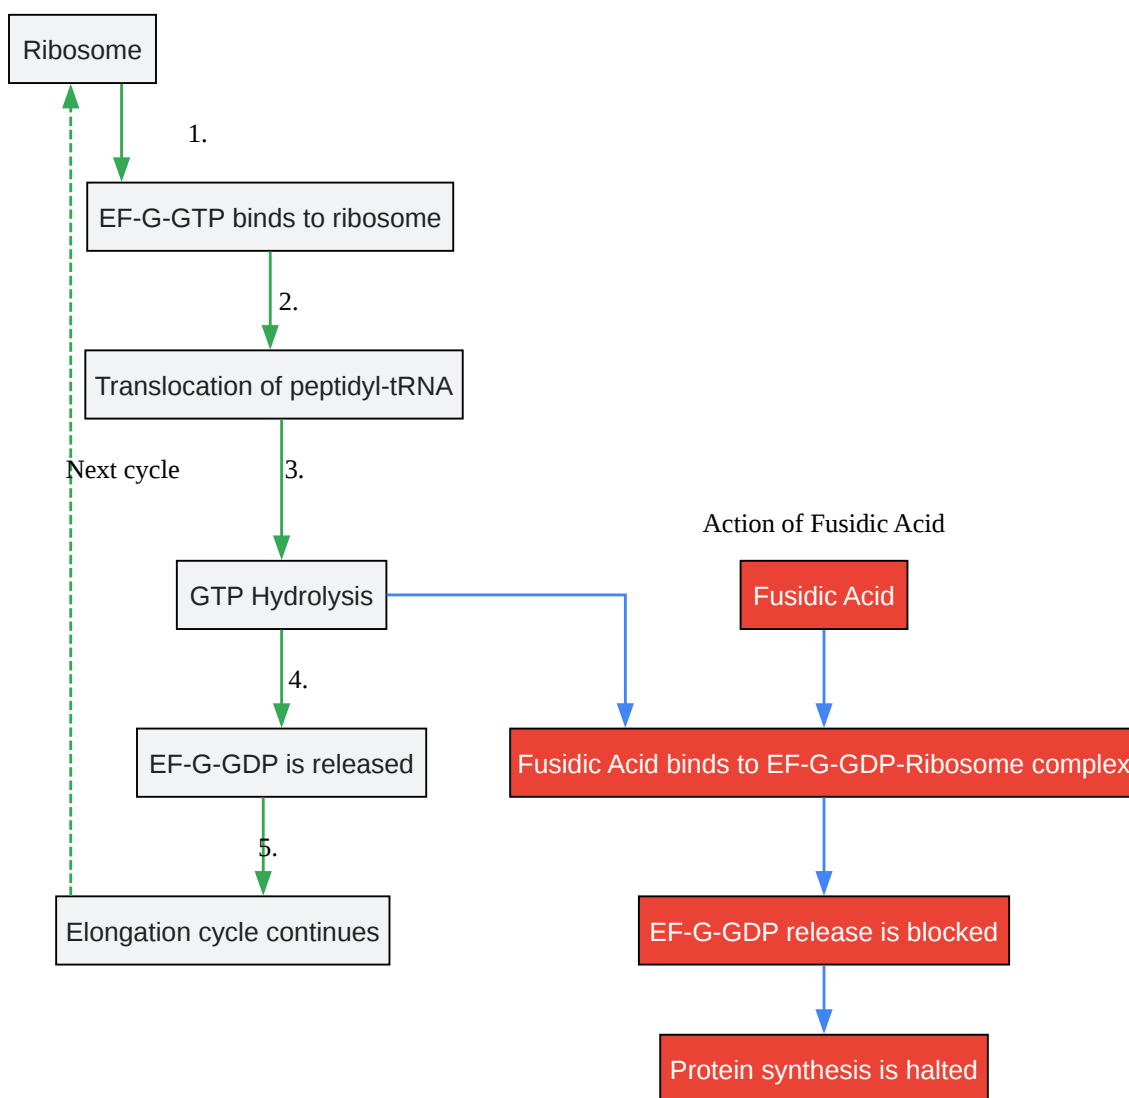 Ribosome
1.
EF-G-GTP binds to ribosome
2.
Translocation of peptidyl-tRNA
Next cycle
3.
Action of Fusidic Acid
GTP Hydrolysis
Fusidic Acid
4.
EF-G-GDP is released
Fusidic Acid binds to EF-G-GDP-Ribosome complex
5.
Elongation cycle continues
EF-G-GDP release is blocked
Protein synthesis is halted